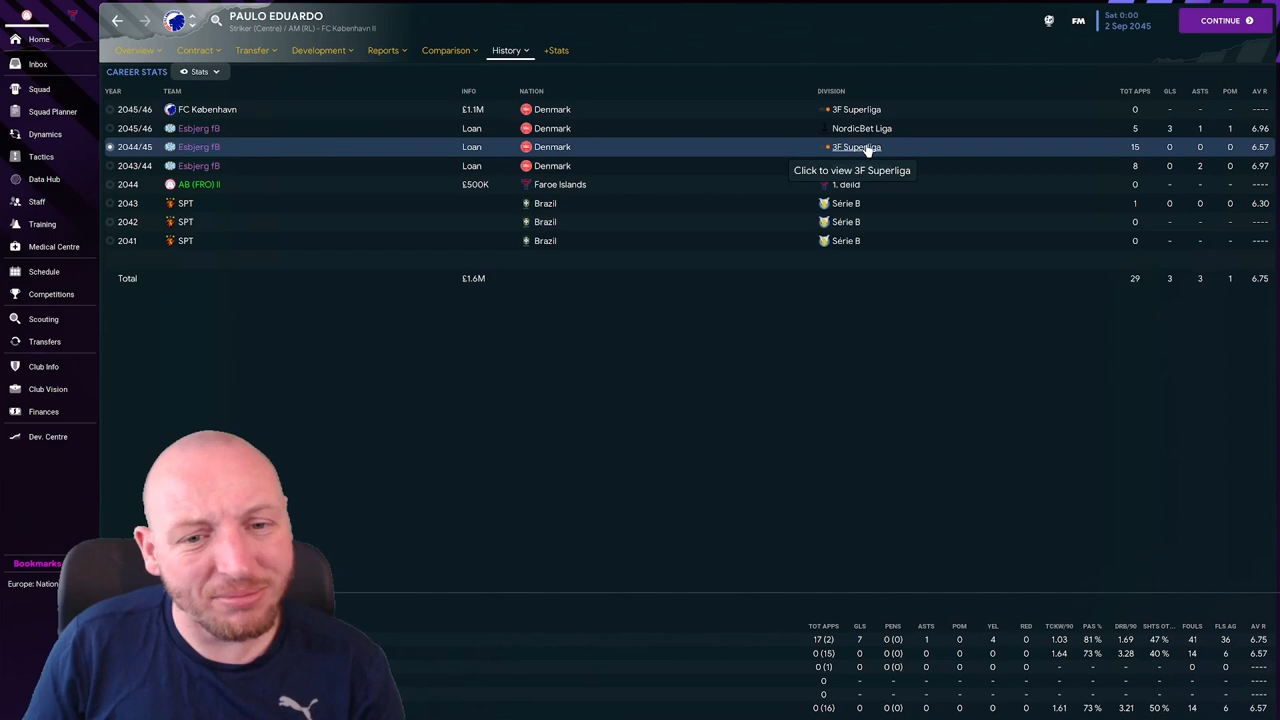 PAULO EDUARDO
Striker (Centre) / AM (RL) - FC København II
FM
Sat 0:00
2 Sep 2045
CONTINUE
Overview Contract Transfer Development Reports Comparison History +Stats
Home
Inbox
Squad
Squad Planner
Dynamics
Tactics
Data Hub
Staff
Training
Medical Centre
Schedule
Competitions
Scouting
Transfers
Club Info
Club Vision
Finances
Dev. Centre
Bookmarks
Europe: Nation
CAREER STATS Stats
YEAR TEAM INFO NATION DIVISION TOT APPS GLS ASTS POM AV R
2045/46 FC København £1.1M Denmark 3F Superliga 0 - - - ----
2045/46 Esbjerg fB Loan Denmark NordicBet Liga 5 3 1 1 6.96
2044/45 Esbjerg fB Loan Denmark 3F Superliga 15 0 0 0 6.57
2043/44 Esbjerg fB Loan Denmark 8 0 2 0 6.97
Click to view 3F Superliga
2044 AB (FRO) II £500K Faroe Islands 1. deild 0 - - - ----
2043 SPT Brazil Série B 1 0 0 0 6.30
2042 SPT Brazil Série B 0 - - - ----
2041 SPT Brazil Série B 0 - - - ----
Total £1.6M 29 3 3 1 6.75
TOT APPS GLS PENS ASTS POM YEL RED TCKW/90 PAS % DRB/90 SHTS OT... FOULS FLS AG AV R
17 (2) 7 0 (0) 1 0 4 0 1.03 81 % 1.69 47 % 41 36 6.75
0 (15) 0 0 (0) 0 0 0 0 1.64 73 % 3.28 40 % 14 6 6.57
0 (1) 0 0 (0) 0 0 0 0 - - - - 0 0 ----
0 - - - - - - - - - - - - ----
0 - - - - - - - - - - - - ----
0 (16) 0 0 (0) 0 0 0 0 1.61 73 % 3.21 50 % 14 6 6.57